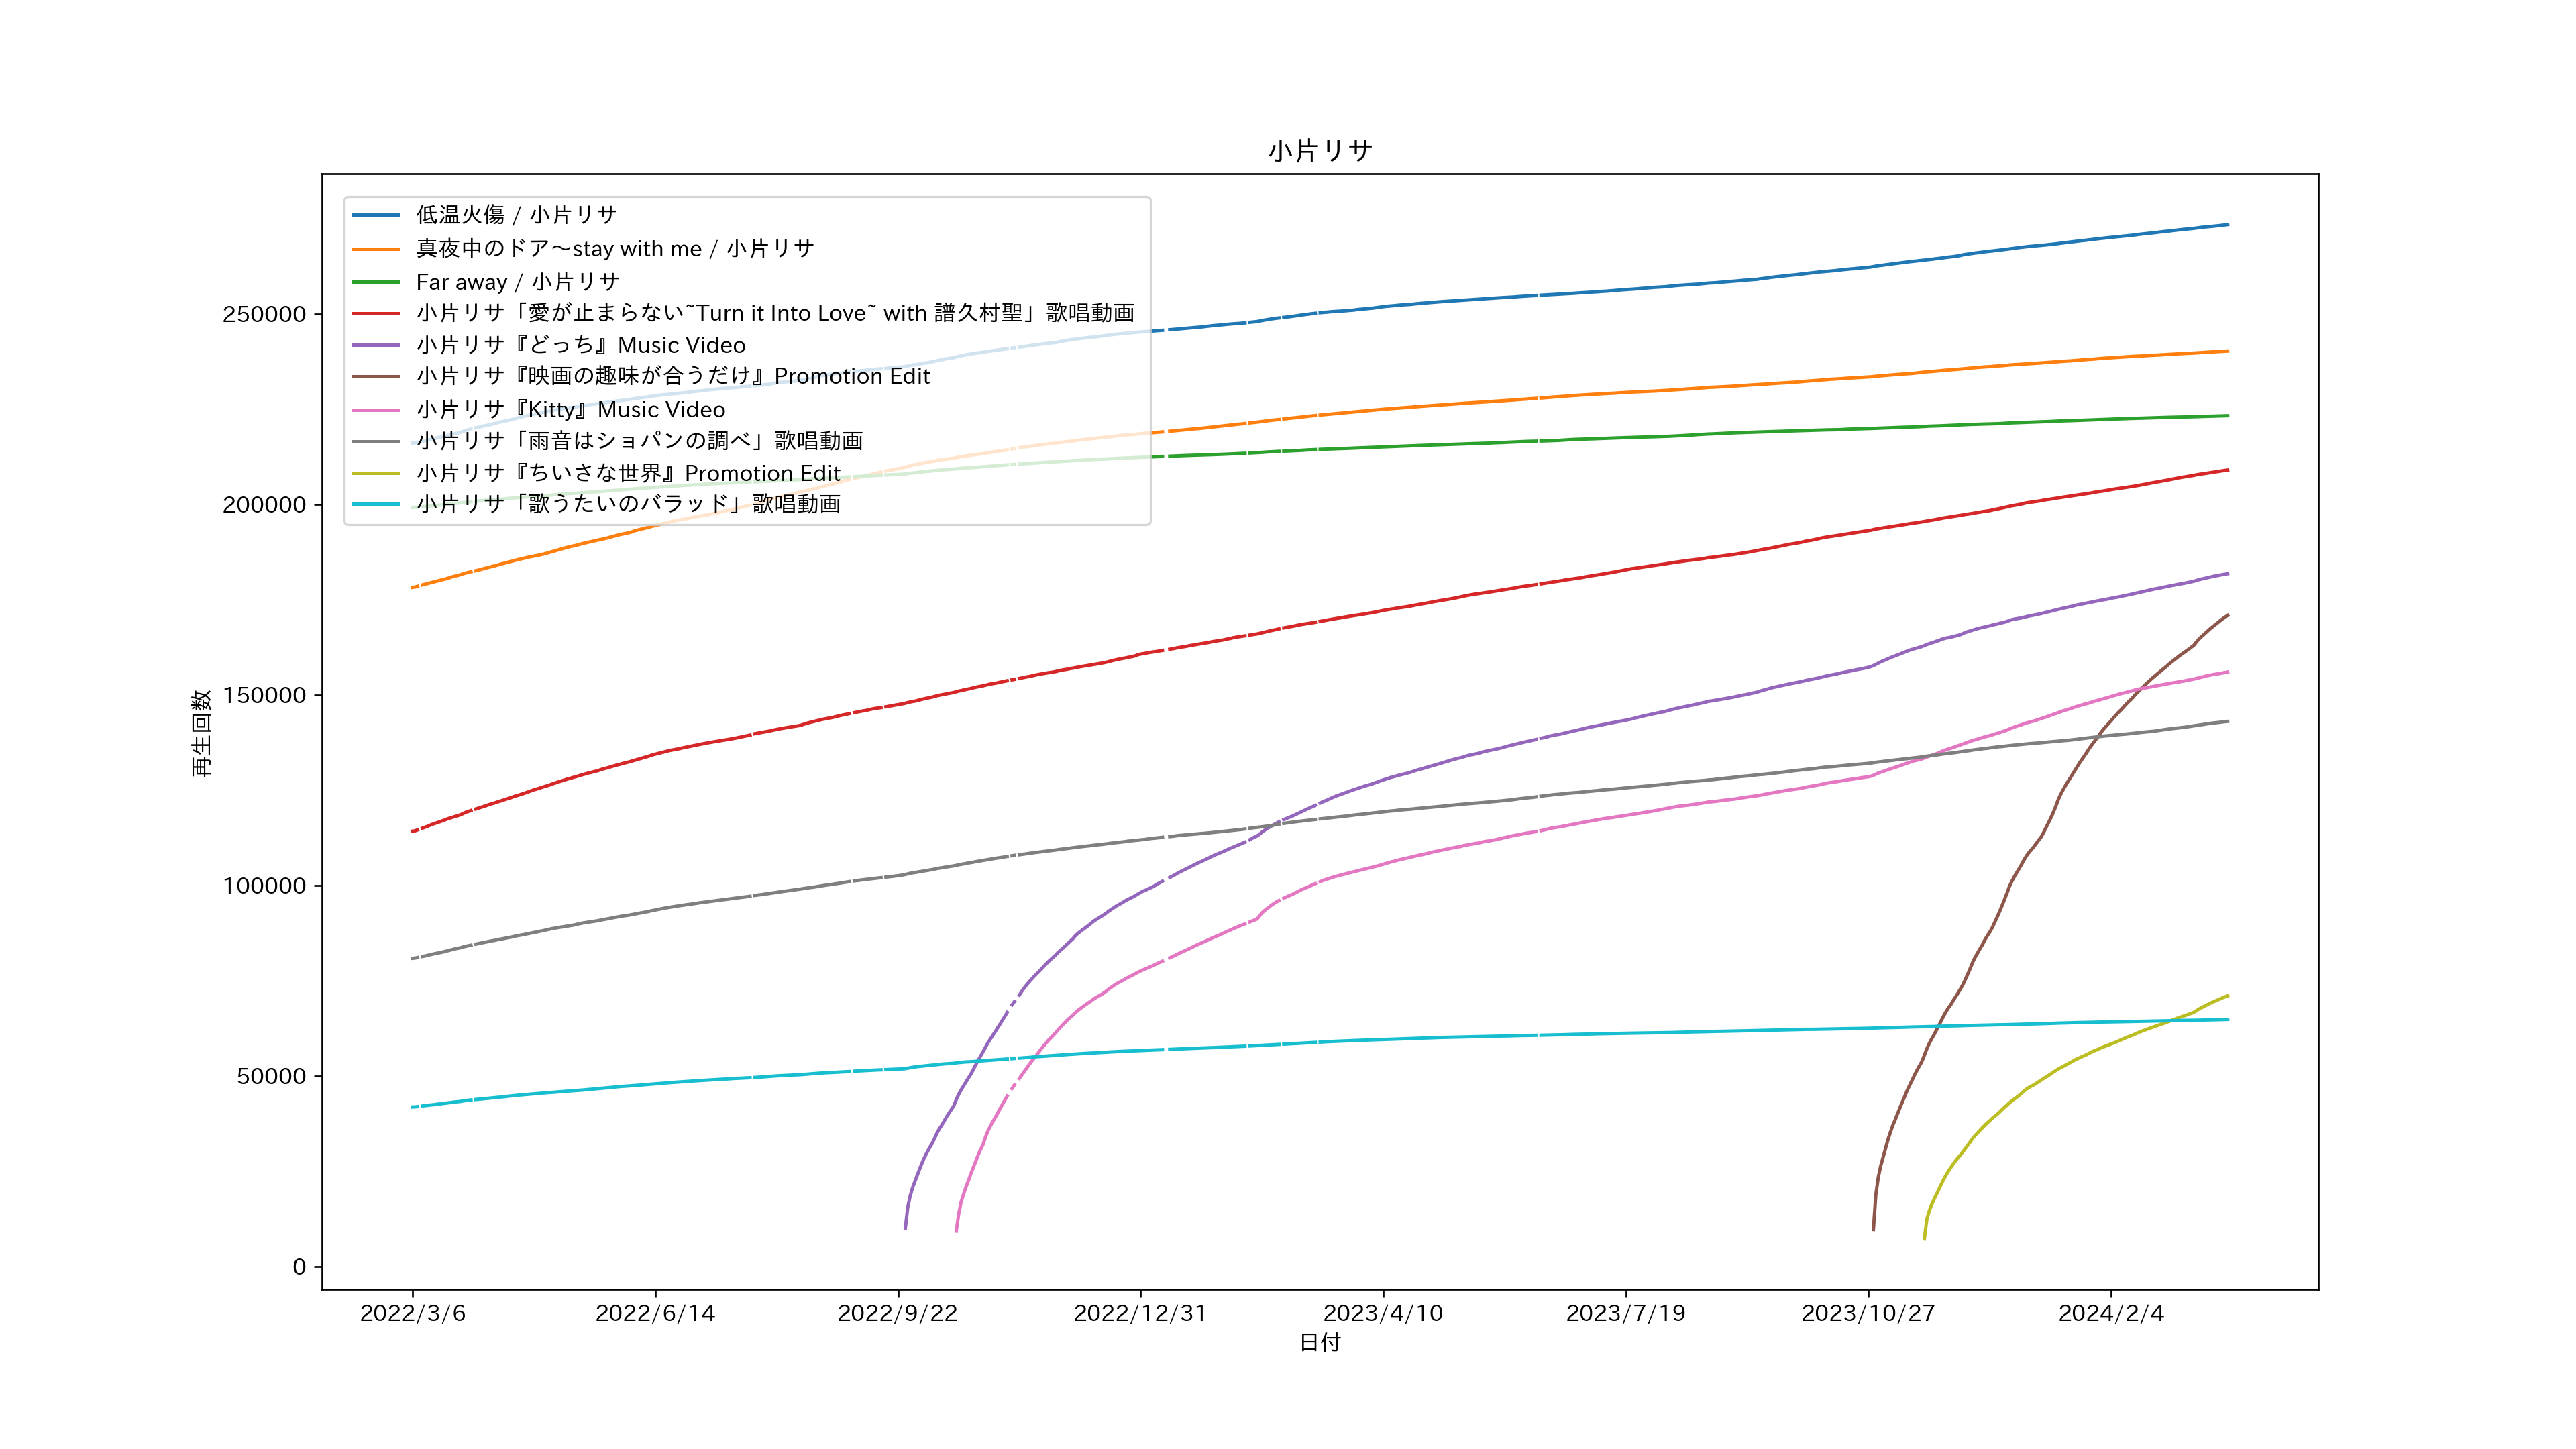 小片リサ
低温火傷 / 小片リサ
真夜中のドア〜stay with me / 小片リサ
Far away / 小片リサ
小片リサ「愛が止まらない~Turn it Into Love~ with 譜久村聖」歌唱動画
小片リサ『どっち』Music Video
小片リサ『映画の趣味が合うだけ』Promotion Edit
小片リサ『Kitty』Music Video
小片リサ「雨音はショパンの調べ」歌唱動画
小片リサ『ちいさな世界』Promotion Edit
小片リサ「歌うたいのバラッド」歌唱動画
250000
200000
150000
100000
50000
0
再生回数
2022/3/6
2022/6/14
2022/9/22
2022/12/31
2023/4/10
2023/7/19
2023/10/27
2024/2/4
日付